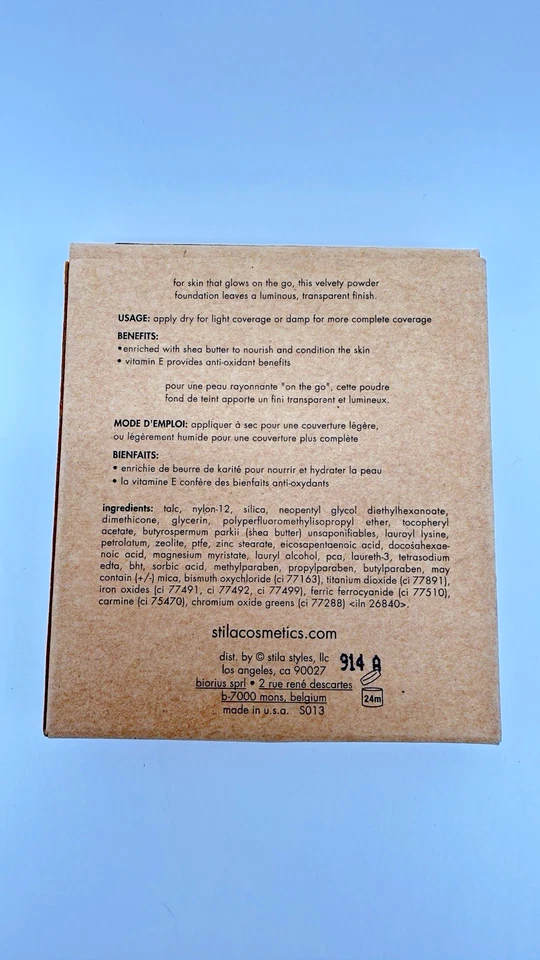 for skin that glows on the go, this velvety powder
foundation leaves a luminous, transparent finish.
USAGE: apply dry for light coverage or damp for more complete coverage
BENEFITS:
• enriched with shea butter to nourish and condition the skin
• vitamin E provides anti-oxidant benefits
pour une peau rayonnante "on the go", cette poudre
fond de teint apporte un fini transparent et lumineux.
MODE D'EMPLOI: appliquer à sec pour une couverture légère,
ou légèrement humide pour une couverture plus complète
BIENFAITS:
• enrichie de beurre de karité pour nourrir et hydrater la peau
• la vitamine E confère des bienfaits anti-oxydants
ingredients: talc, nylon-12, silica, neopentyl glycol diethylhexanoate,
dimethicone, glycerin, polyperfluoromethylisopropyl ether, tocopheryl
acetate, butyrospermum parkii (shea butter) unsaponifiables, lauroyl lysine,
petrolatum, zeolite, ptfe, zinc stearate, eicosapentaenoic acid, docosahexae-
noic acid, magnesium myristate, lauryl alcohol, pca, laureth-3, tetrasodium
edta, bht, sorbic acid, methylparaben, propylparaben, butylparaben, may
contain (+/-) mica, bismuth oxychloride (ci 77163), titanium dioxide (ci 77891),
iron oxides (ci 77491, ci 77492, ci 77499), ferric ferrocyanide (ci 77510),
carmine (ci 75470), chromium oxide greens (ci 77288) <iln 26840>.
stilacosmetics.com
dist. by © stila styles, llc
los angeles, ca 90027
914 A
biorius sprl • 2 rue rené descartes
b-7000 mons, belgium
24m
made in u.s.a. S013